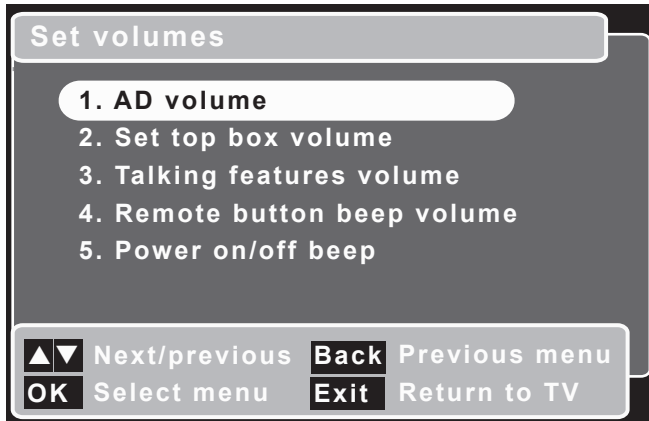 Set volumes
1. AD volume
2. Set top box volume
3. Talking features volume
4. Remote button beep volume
5. Power on/off beep
▲▼ Next/previous Back Previous menu
OK Select menu Exit Return to TV